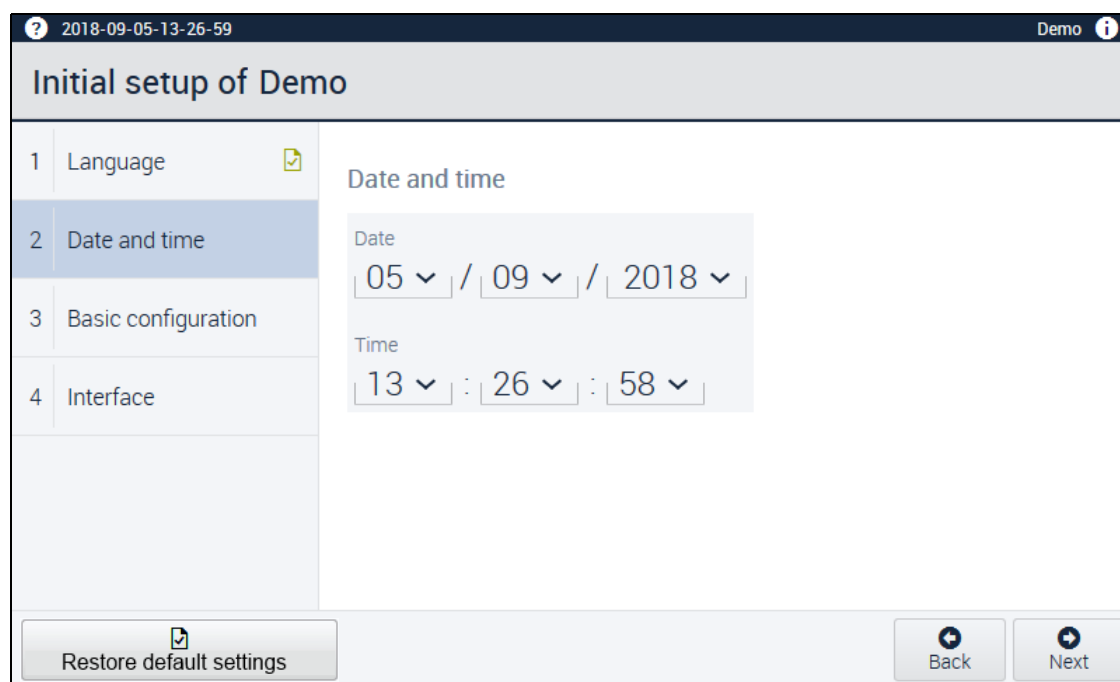 ? 2018-09-05-13-26-59 Demo i
Initial setup of Demo
1 Language
2 Date and time
3 Basic configuration
4 Interface
Date and time
Date
05 / 09 / 2018
Time
13 : 26 : 58
Restore default settings
Back
Next